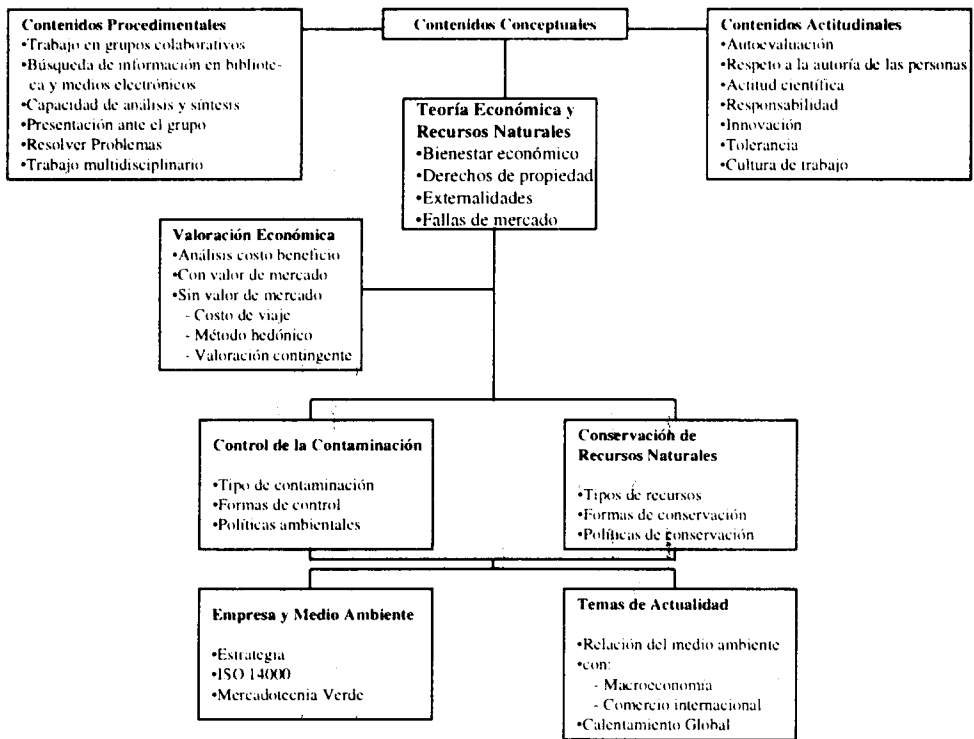 Contenidos Procedimentales
•Trabajo en grupos colaborativos
•Búsqueda de información en bibliote-
ca y medios electrónicos
•Capacidad de análisis y síntesis
•Presentación ante el grupo
•Resolver Problemas
•Trabajo multidisciplinario
Contenidos Conceptuales
Contenidos Actitudinales
•Autoevaluación
•Respeto a la autoría de las personas
•Actitud científica
•Responsabilidad
•Innovación
•Tolerancia
•Cultura de trabajo
Teoría Económica y
Recursos Naturales
•Bienestar económico
•Derechos de propiedad
•Externalidades
•Fallas de mercado
Valoración Económica
•Análisis costo beneficio
•Con valor de mercado
•Sin valor de mercado
- Costo de viaje
- Método hedónico
- Valoración contingente
Control de la Contaminación
•Tipo de contaminación
•Formas de control
•Políticas ambientales
Conservación de
Recursos Naturales
•Tipos de recursos
•Formas de conservación
•Políticas de conservación
Empresa y Medio Ambiente
•Estrategia
•ISO 14000
•Mercadotecnia Verde
Temas de Actualidad
•Relación del medio ambiente
•con:
- Macroeconomía
- Comercio internacional
•Calentamiento Global